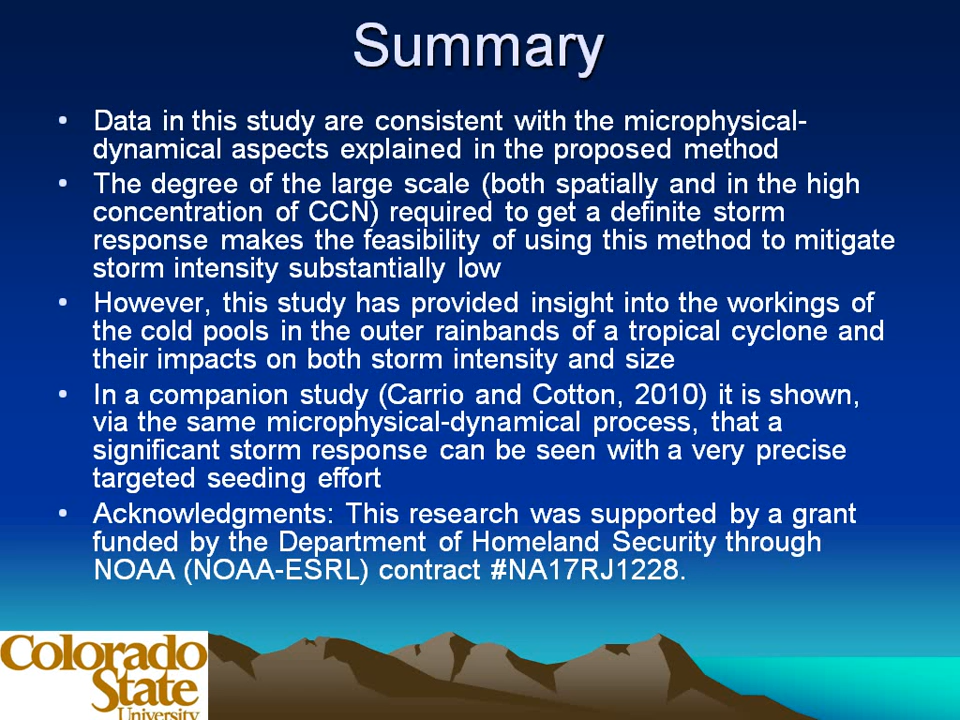 Summary
• Data in this study are consistent with the microphysical-
dynamical aspects explained in the proposed method
• The degree of the large scale (both spatially and in the high
concentration of CCN) required to get a definite storm
response makes the feasibility of using this method to mitigate
storm intensity substantially low
• However, this study has provided insight into the workings of
the cold pools in the outer rainbands of a tropical cyclone and
their impacts on both storm intensity and size
• In a companion study (Carrio and Cotton, 2010) it is shown,
via the same microphysical-dynamical process, that a
significant storm response can be seen with a very precise
targeted seeding effort
• Acknowledgments: This research was supported by a grant
funded by the Department of Homeland Security through
NOAA (NOAA-ESRL) contract #NA17RJ1228.
Colorado
State
University